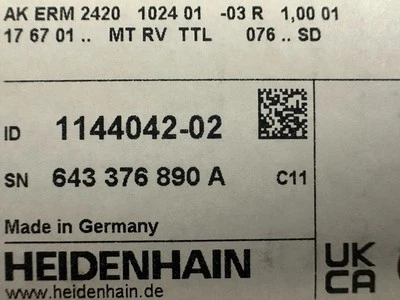 AK ERM 2420 1024 01 -03 R 1,00 01
17 67 01 .. MT RV TTL 076 .. SD
ID 1144042-02
SN 643 376 890 A C11
Made in Germany
HEIDENHAIN
www.heidenhain.de
UK
CA